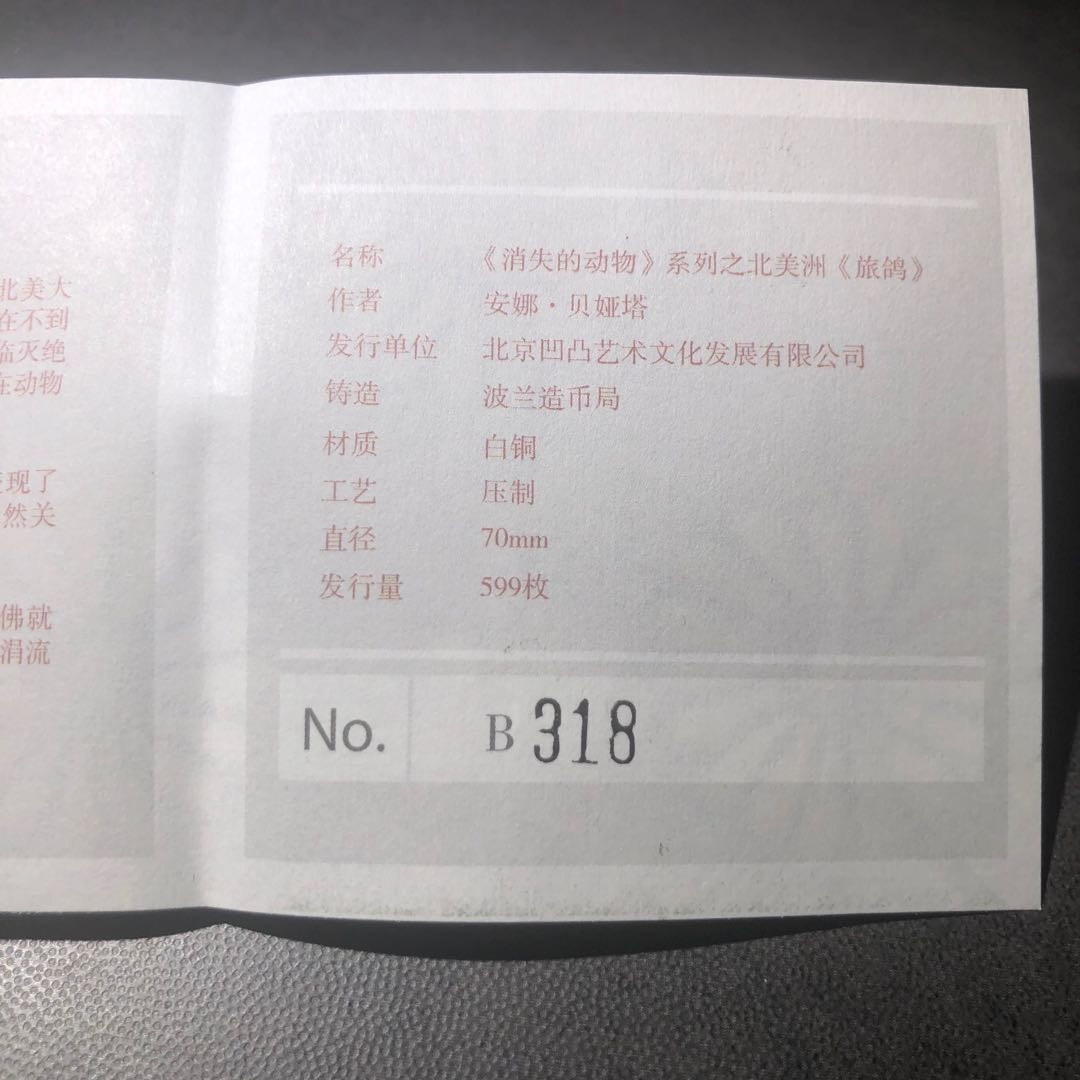 北美大
在不到
临灭绝
在动物
现了
然关
佛就
涓流
名称 《消失的动物》系列之北美洲《旅鸽》
作者 安娜·贝娅塔
发行单位 北京凹凸艺术文化发展有限公司
铸造 波兰造币局
材质 白铜
工艺 压制
直径 70mm
发行量 599枚
No. B 318